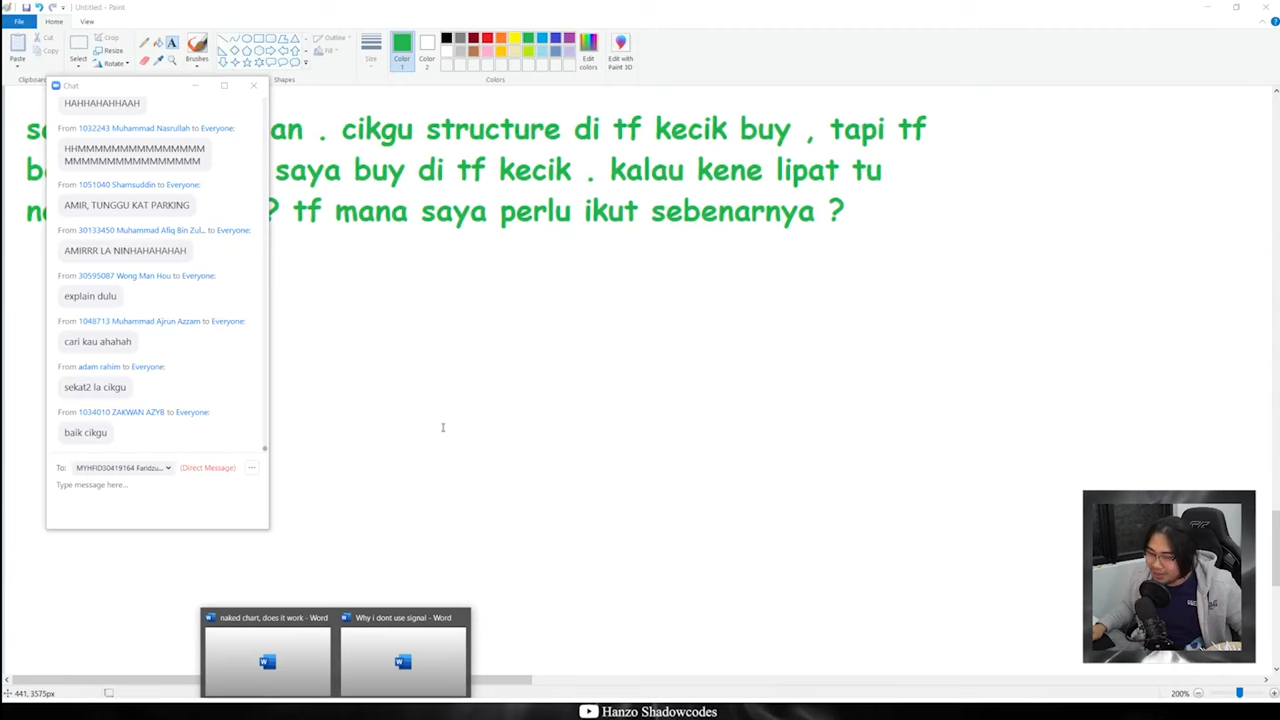 Untitled - Paint
File
Home
View
Paste
Cut
Copy
Clipboard
Select
Crop
Resize
Rotate
Brushes
Shapes
Outline
Fill
Size
Color 1
Color 2
Edit colors
Edit with Paint 3D
Colors
an . cikgu structure di tf kecik buy , tapi tf
saya buy di tf kecik . kalau kene lipat tu
? tf mana saya perlu ikut sebenarnya ?
Chat
HAHHAHAHHAAH
From 1032243 Muhammad Nasrullah to Everyone:
HHMMMMMMMMMMMMMMM
MMMMMMMMMMMMMMMMM
From 1051040 Shamsuddin to Everyone:
AMIR, TUNGGU KAT PARKING
From 30133450 Muhammad Afiq Bin Zul... to Everyone:
AMIRRR LA NINHAHAHAHAH
From 30595087 Wong Man Hou to Everyone:
explain dulu
From 1048713 Muhammad Ajrun Azzam to Everyone:
cari kau ahahah
From adam rahim to Everyone:
sekat2 la cikgu
From 1034010 ZAKWAN AZYB to Everyone:
baik cikgu
To: MYHFID30419164 Faridzu... (Direct Message)
Type message here...
naked chart, does it work - Word
Why i dont use signal - Word
441, 3575px
200%
Hanzo Shadowcodes